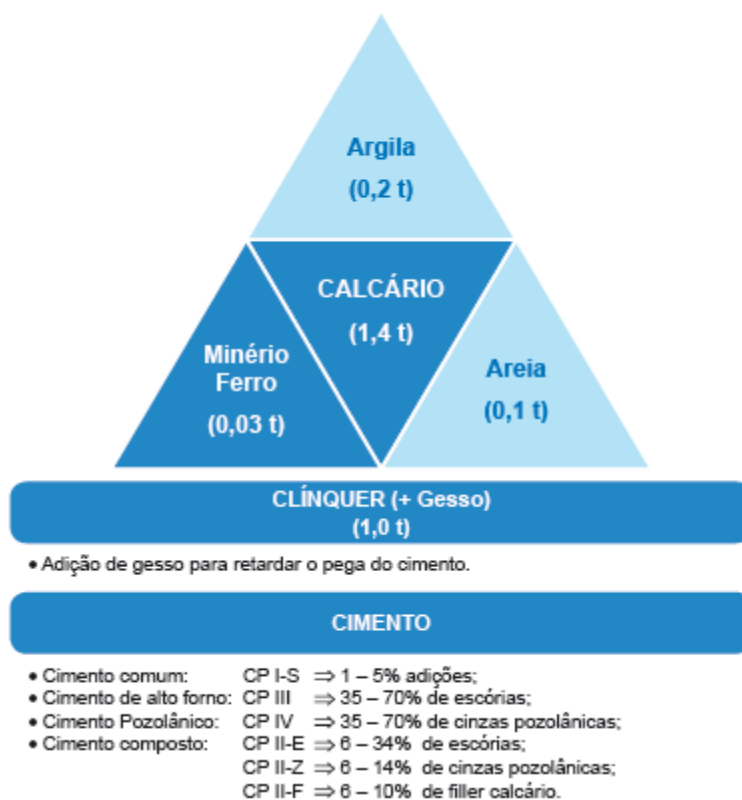 Argila
(0,2 t)
CALCÁRIO
(1,4 t)
Minério
Ferro
(0,03 t)
Areia
(0,1 t)
CLÍNQUER (+ Gesso)
(1,0 t)
• Adição de gesso para retardar o pega do cimento.
CIMENTO
• Cimento comum: CP I-S ⇒ 1 – 5% adições;
• Cimento de alto forno: CP III ⇒ 35 – 70% de escórias;
• Cimento Pozolânico: CP IV ⇒ 35 – 70% de cinzas pozolânicas;
• Cimento composto: CP II-E ⇒ 6 – 34% de escórias;
CP II-Z ⇒ 6 – 14% de cinzas pozolânicas;
CP II-F ⇒ 6 – 10% de filler calcário.